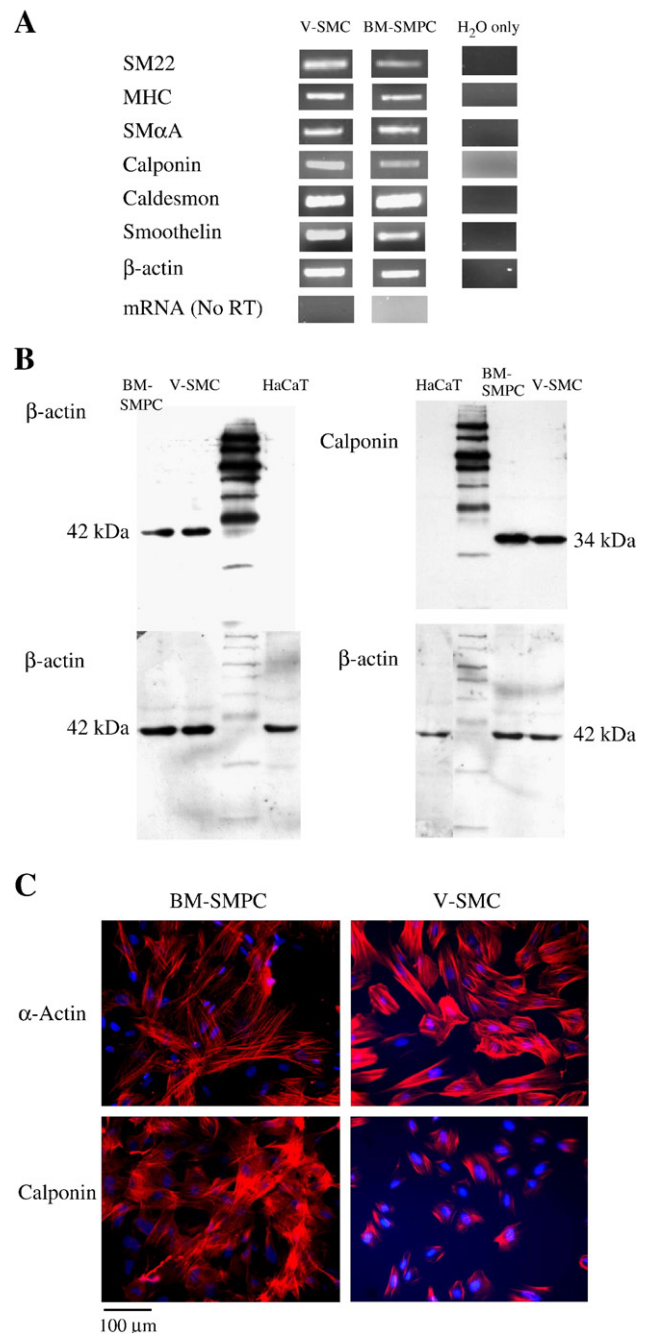 A
V-SMC BM-SMPC H₂O only
SM22
MHC
SMαA
Calponin
Caldesmon
Smoothelin
β-actin
mRNA (No RT)
B
BM-SMPC V-SMC HaCaT
β-actin
42 kDa
β-actin
42 kDa
HaCaT BM-SMPC V-SMC
Calponin
34 kDa
β-actin
42 kDa
C
BM-SMPC V-SMC
α-Actin
Calponin
100 µm